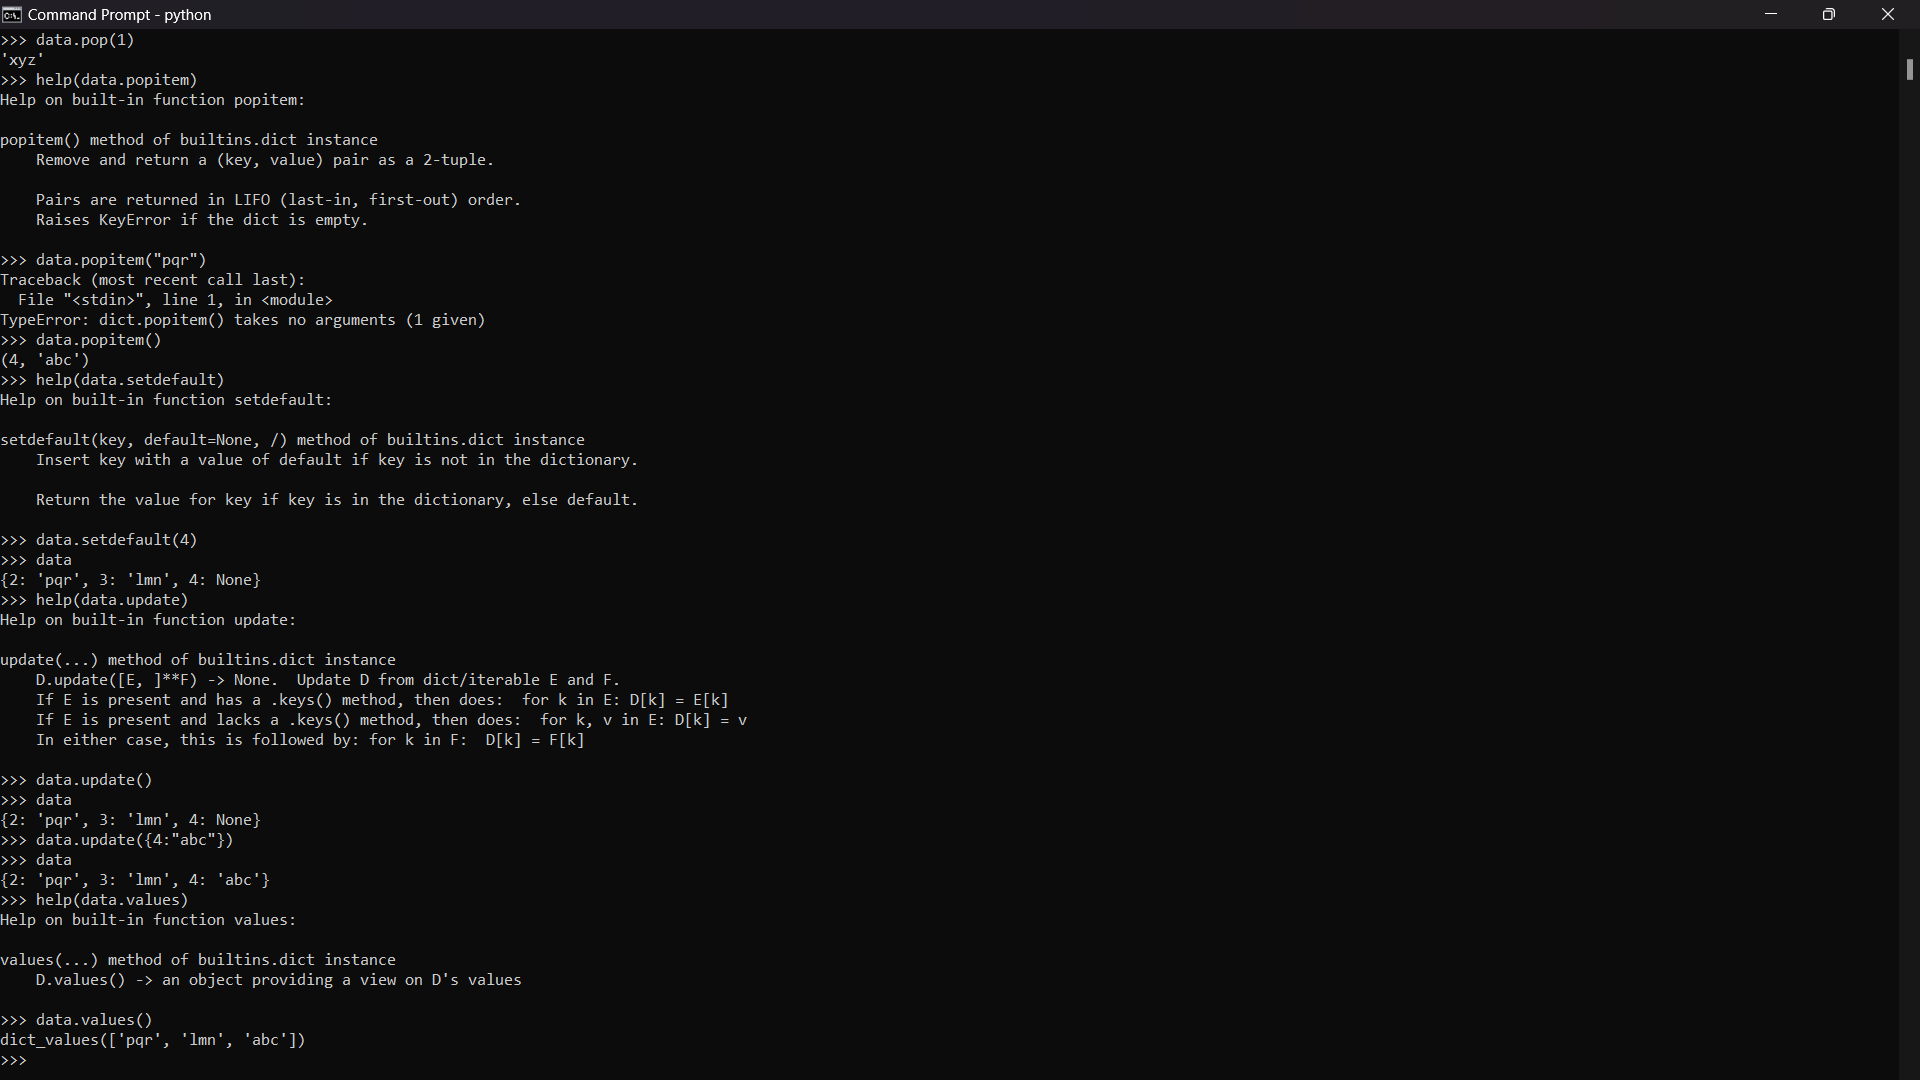 Command Prompt - python
>>> data.pop(1)
'xyz'
>>> help(data.popitem)
Help on built-in function popitem:

popitem() method of builtins.dict instance
    Remove and return a (key, value) pair as a 2-tuple.

    Pairs are returned in LIFO (last-in, first-out) order.
    Raises KeyError if the dict is empty.

>>> data.popitem("pqr")
Traceback (most recent call last):
  File "<stdin>", line 1, in <module>
TypeError: dict.popitem() takes no arguments (1 given)
>>> data.popitem()
(4, 'abc')
>>> help(data.setdefault)
Help on built-in function setdefault:

setdefault(key, default=None, /) method of builtins.dict instance
    Insert key with a value of default if key is not in the dictionary.

    Return the value for key if key is in the dictionary, else default.

>>> data.setdefault(4)
>>> data
{2: 'pqr', 3: 'lmn', 4: None}
>>> help(data.update)
Help on built-in function update:

update(...) method of builtins.dict instance
    D.update([E, ]**F) -> None.  Update D from dict/iterable E and F.
    If E is present and has a .keys() method, then does:  for k in E: D[k] = E[k]
    If E is present and lacks a .keys() method, then does:  for k, v in E: D[k] = v
    In either case, this is followed by: for k in F:  D[k] = F[k]

>>> data.update()
>>> data
{2: 'pqr', 3: 'lmn', 4: None}
>>> data.update({4:"abc"})
>>> data
{2: 'pqr', 3: 'lmn', 4: 'abc'}
>>> help(data.values)
Help on built-in function values:

values(...) method of builtins.dict instance
    D.values() -> an object providing a view on D's values

>>> data.values()
dict_values(['pqr', 'lmn', 'abc'])
>>>